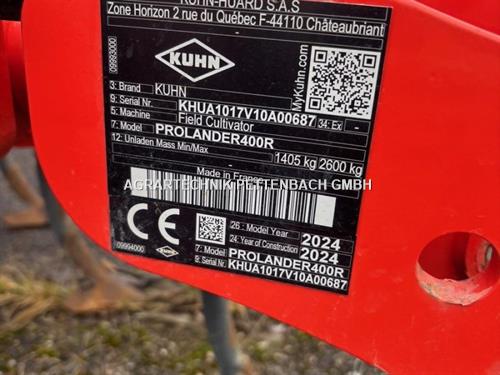 KUHN-HUARD S.A.S
Zone Horizon 2 rue du Québec F-44110 Châteaubriant
09993000
KUHN
MyKuhn.com
3: Brand KUHN
9: Serial Nr. KHUA1017V10A00687 34: Ex -
5: Machine Field Cultivator
7: Model PROLANDER400R
12: Unladen Mass Min/Max 1405 kg 2600 kg
Made in France
AGRARTECHNIK PETTENBACH GMBH
CE
26: Model Year 2024
24: Year of Construction 2024
7: Model PROLANDER400R
9: Serial Nr. KHUA1017V10A00687
09994000